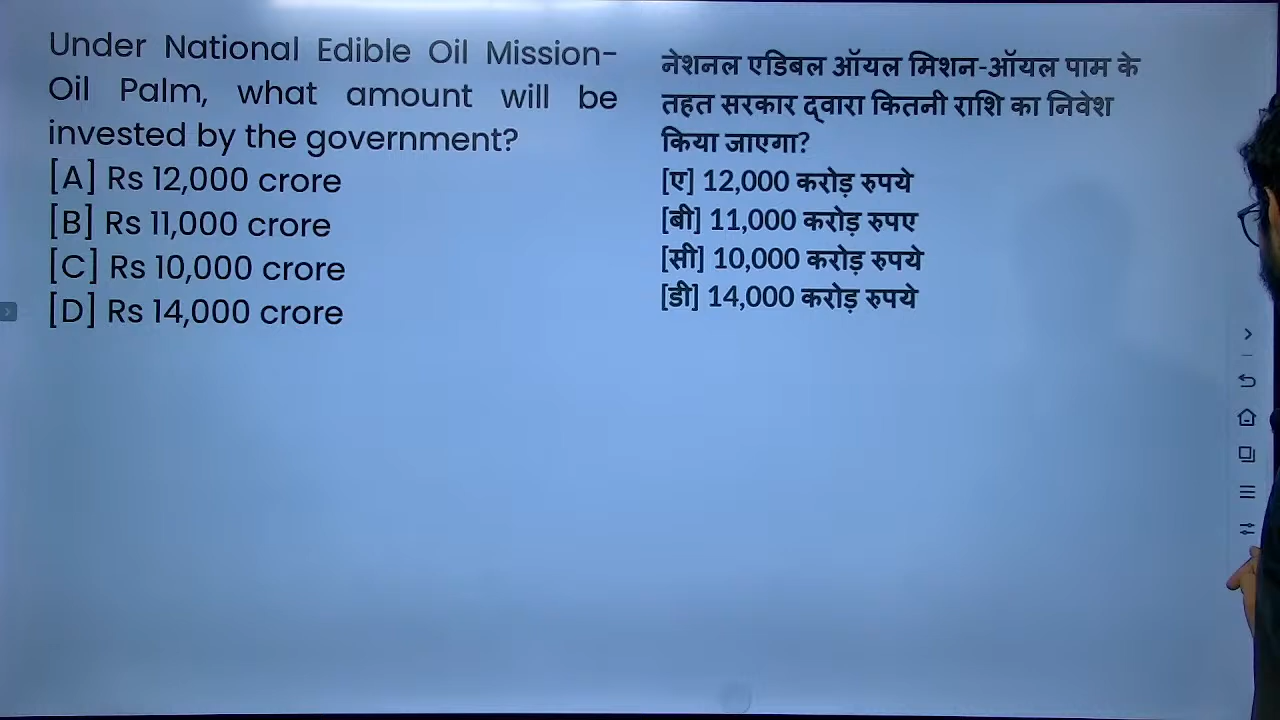 Under National Edible Oil Mission-
Oil Palm, what amount will be
invested by the government?
[A] Rs 12,000 crore
[B] Rs 11,000 crore
[C] Rs 10,000 crore
[D] Rs 14,000 crore
नेशनल एडिबल ऑयल मिशन-ऑयल पाम के
तहत सरकार द्वारा कितनी राशि का निवेश
किया जाएगा?
[ए] 12,000 करोड़ रुपये
[बी] 11,000 करोड़ रुपए
[सी] 10,000 करोड़ रुपये
[डी] 14,000 करोड़ रुपये